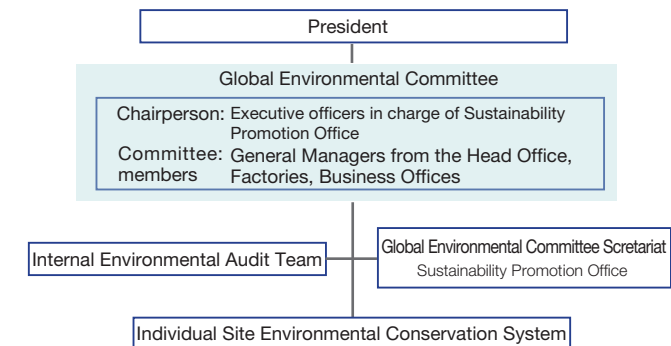 President
Global Environmental Committee
Chairperson: Executive officers in charge of Sustainability
Promotion Office
Committee: General Managers from the Head Office,
members Factories, Business Offices
Internal Environmental Audit Team
Global Environmental Committee Scretariat
Sustainability Promotion Office
Individual Site Environmental Conservation System